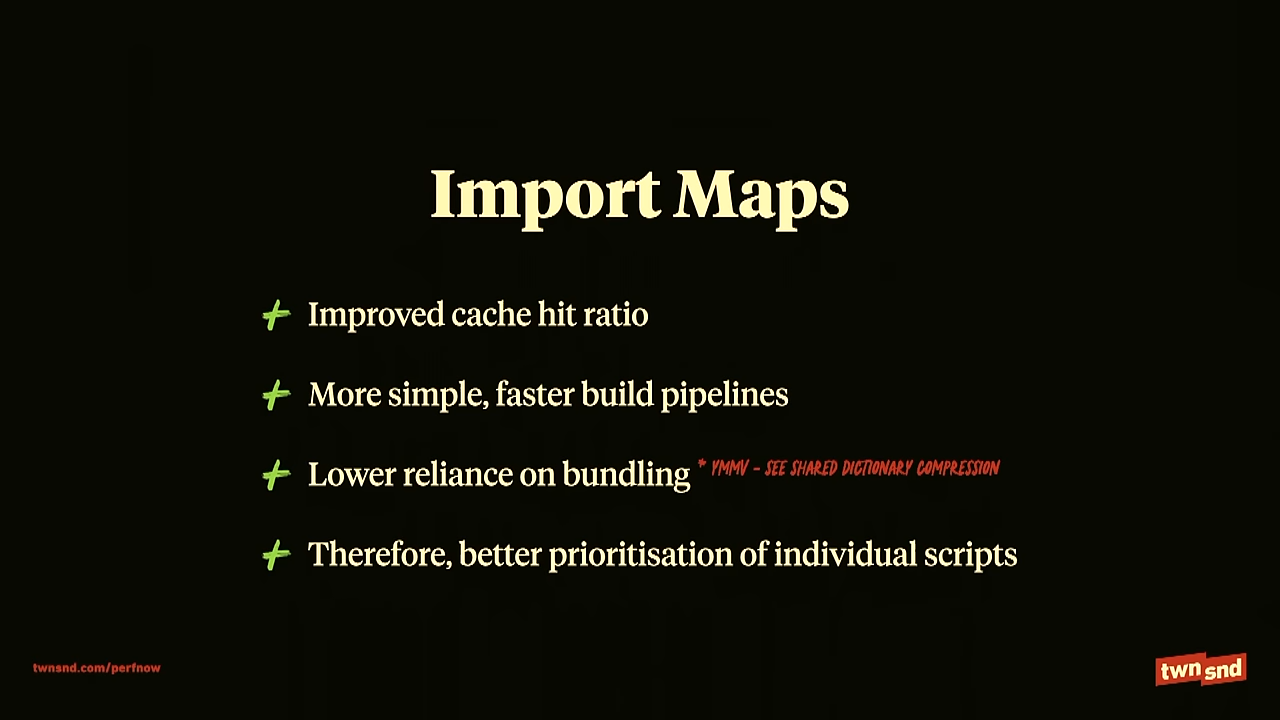 Import Maps
Improved cache hit ratio
More simple, faster build pipelines
Lower reliance on bundling * YMMV - SEE SHARED DICTIONARY COMPRESSION
Therefore, better prioritisation of individual scripts
twnsnd.com/perfnow
twn snd